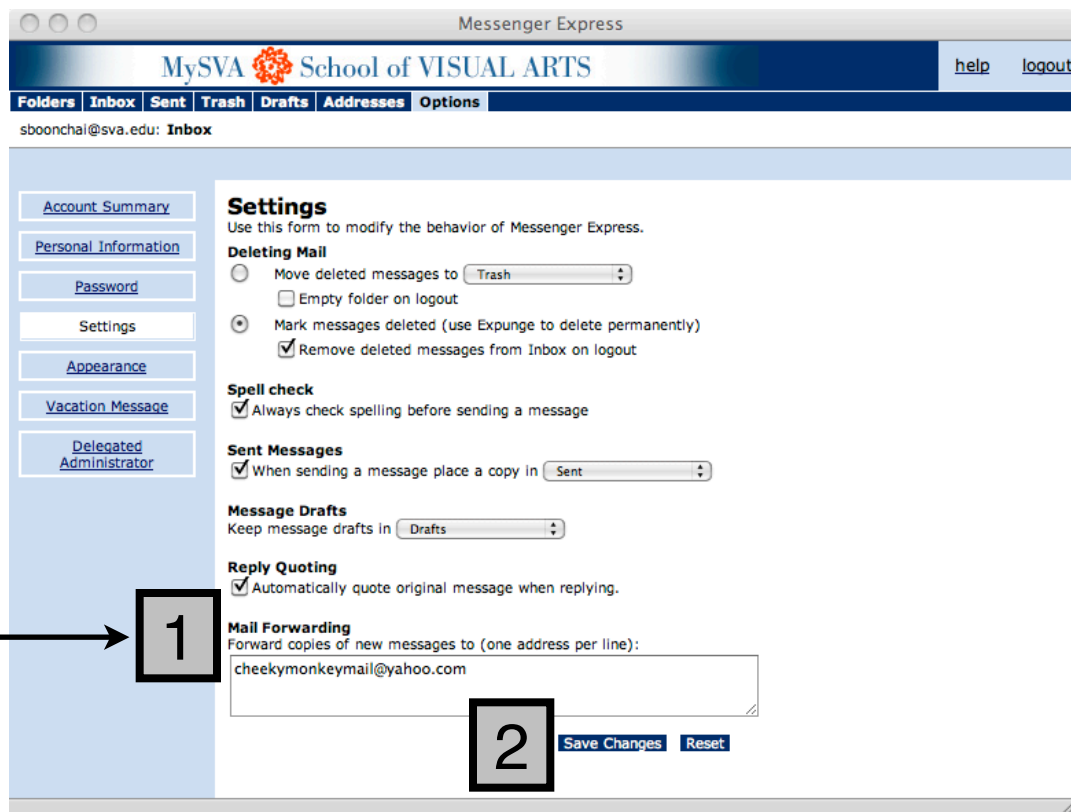 Messenger Express
MySVA School of VISUAL ARTS
help logout
Folders Inbox Sent Trash Drafts Addresses Options
sboonchai@sva.edu: Inbox
Account Summary
Personal Information
Password
Settings
Appearance
Vacation Message
Delegated
Administrator
Settings
Use this form to modify the behavior of Messenger Express.
Deleting Mail
Move deleted messages to Trash
Empty folder on logout
Mark messages deleted (use Expunge to delete permanently)
Remove deleted messages from Inbox on logout
Spell check
Always check spelling before sending a message
Sent Messages
When sending a message place a copy in Sent
Message Drafts
Keep message drafts in Drafts
Reply Quoting
Automatically quote original message when replying.
1
Mail Forwarding
Forward copies of new messages to (one address per line):
cheekymonkeymail@yahoo.com
2
Save Changes Reset